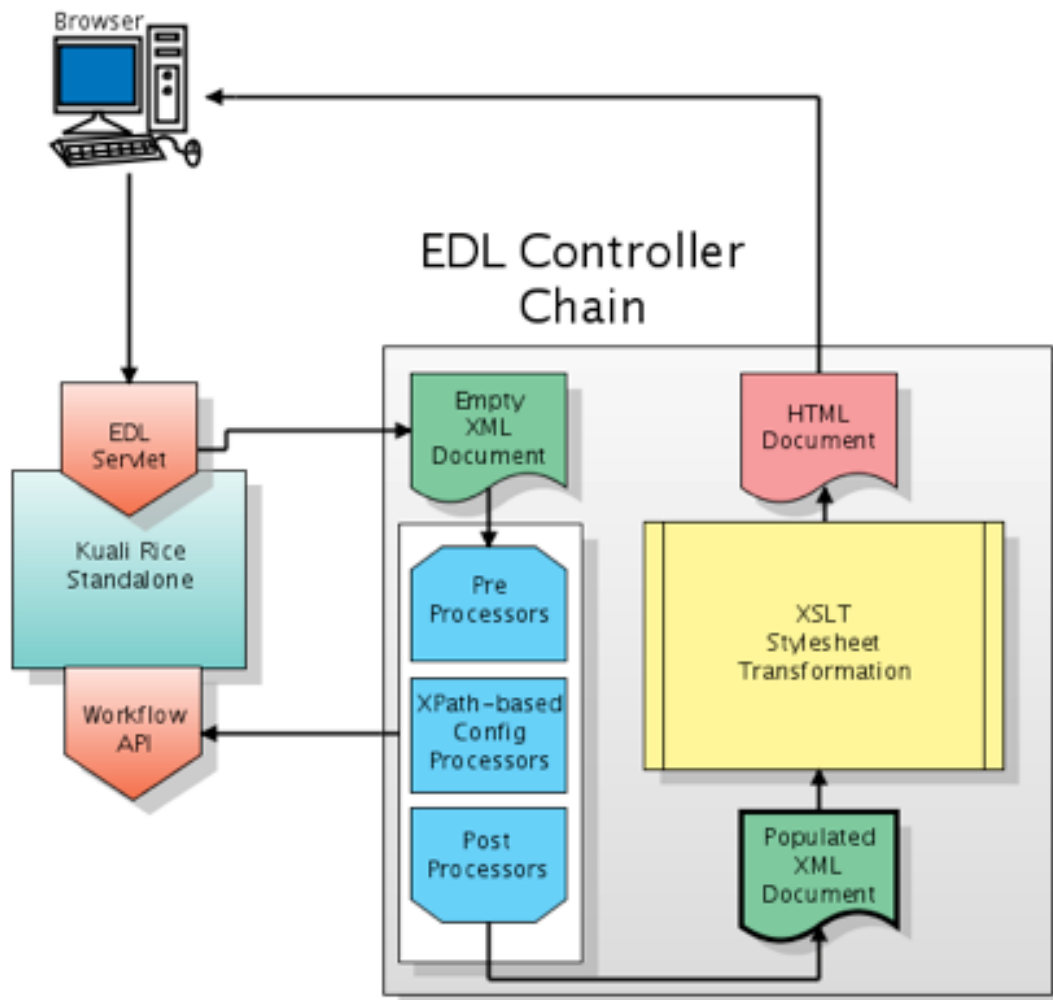 Browser
EDL Controller
Chain
EDL
Servlet
Kuali Rice
Standalone
Workflow
API
Empty
XML
Document
Pre
Processors
XPath-based
Config
Processors
Post
Processors
HTML
Document
XSLT
Stylesheet
Transformation
Populated
XML
Document